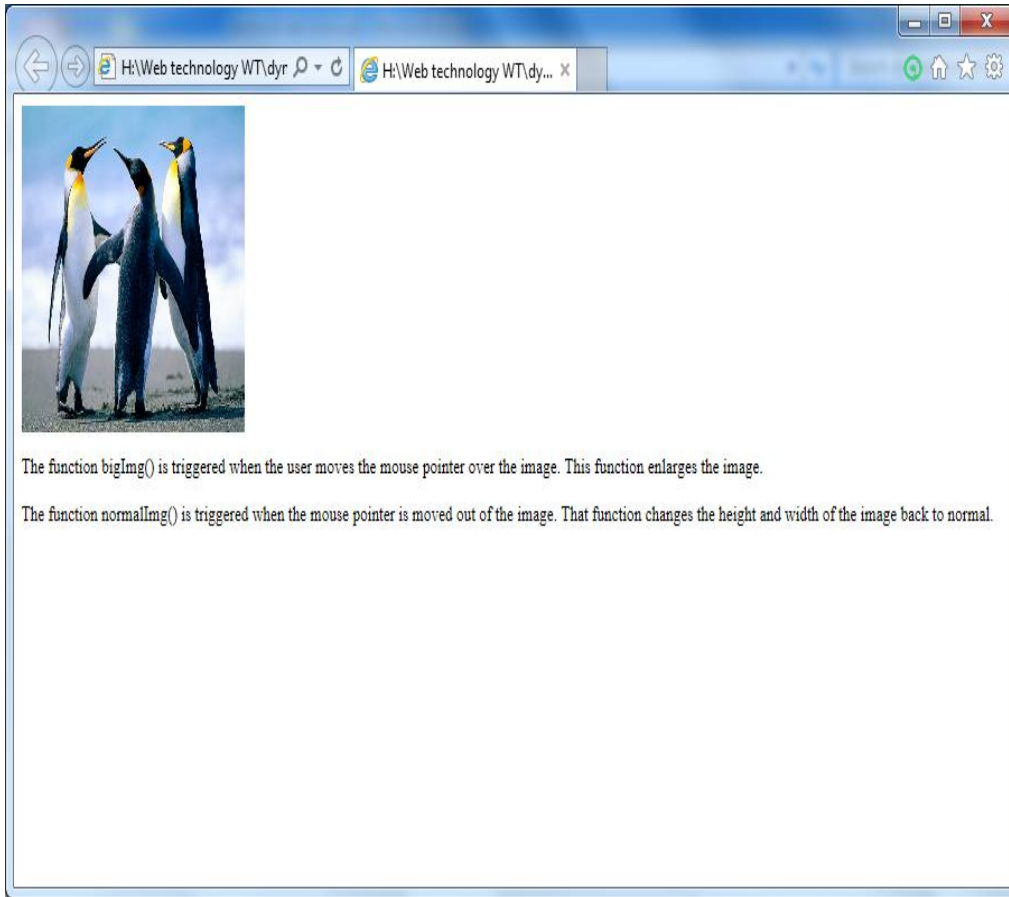 H:\Web technology WT\dyr
H:\Web technology WT\dy...
The function bigImg() is triggered when the user moves the mouse pointer over the image. This function enlarges the image.
The function normalImg() is triggered when the mouse pointer is moved out of the image. That function changes the height and width of the image back to normal.